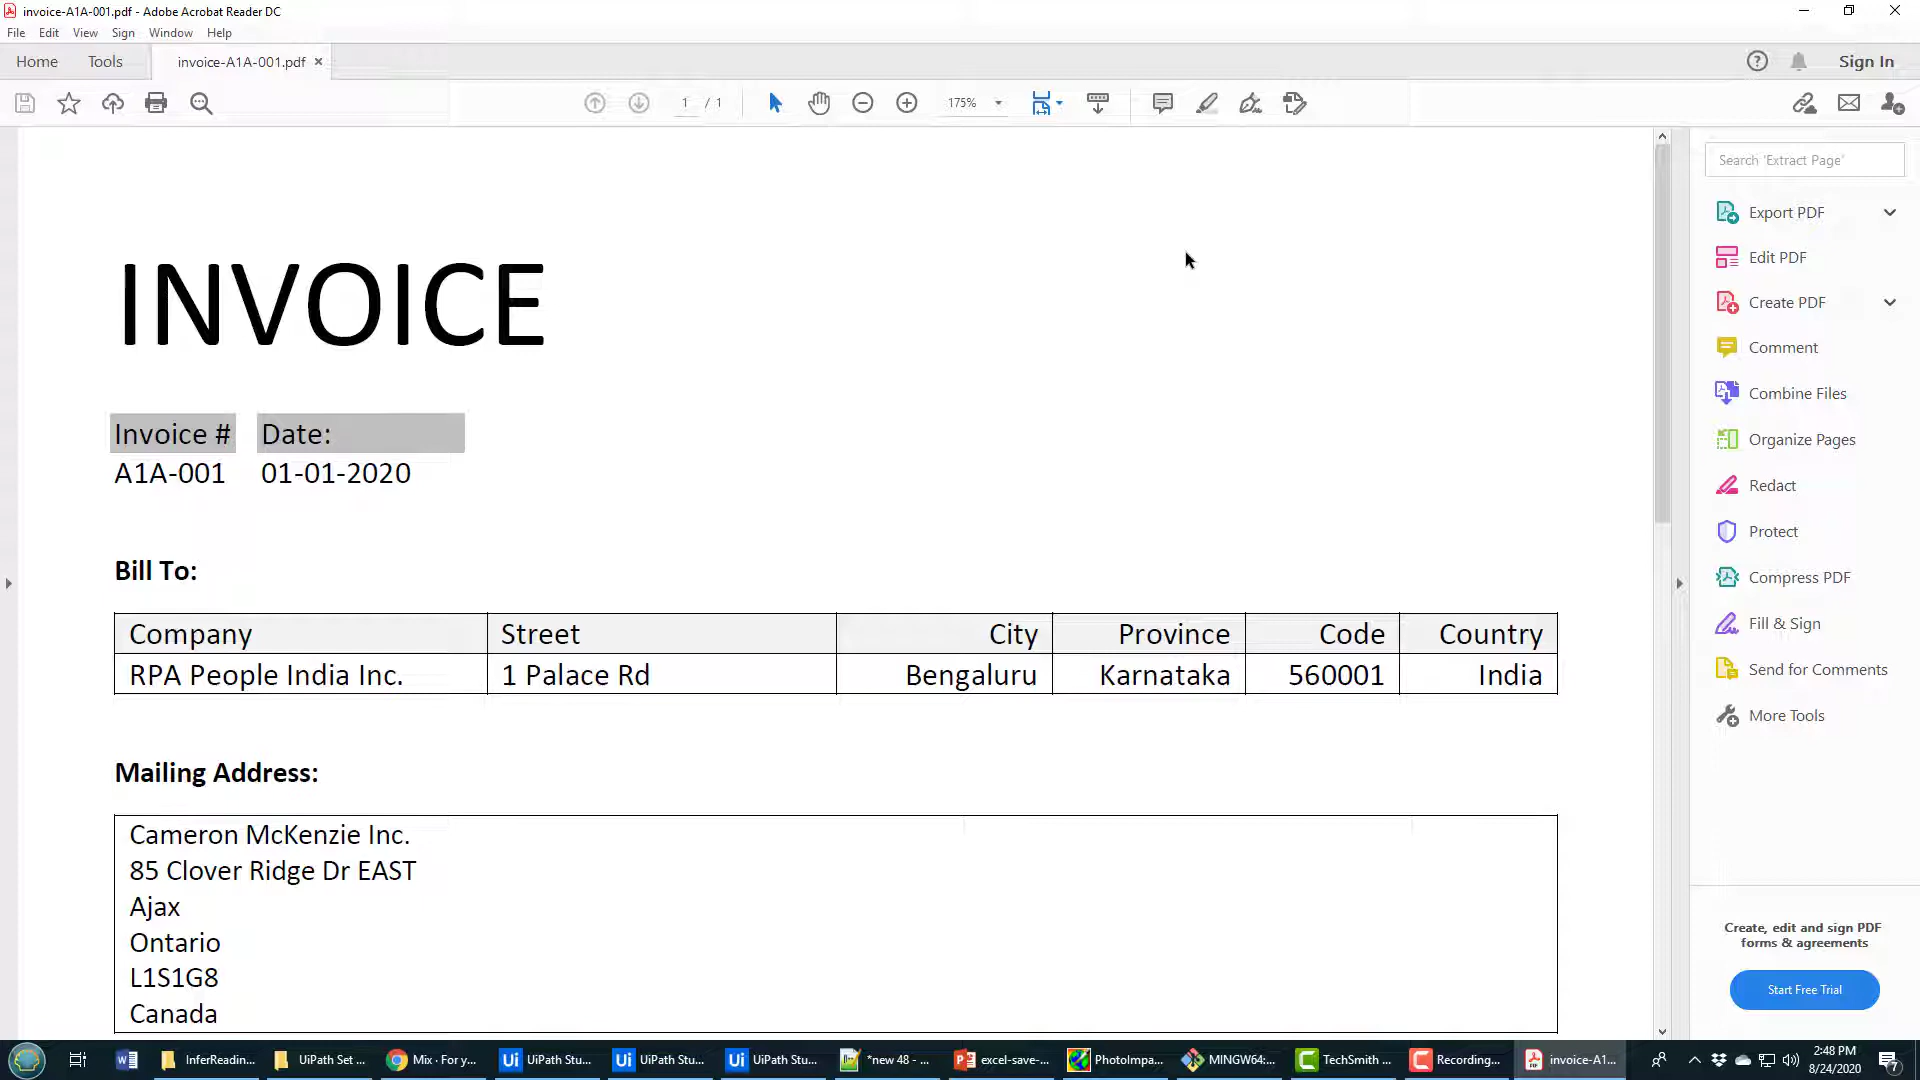 invoice-A1A-001.pdf - Adobe Acrobat Reader DC
File Edit View Sign Window Help
Home Tools invoice-A1A-001.pdf × Sign In
1 / 1 175%
Search 'Extract Page'
Export PDF
Edit PDF
Create PDF
Comment
Combine Files
Organize Pages
Redact
Protect
Compress PDF
Fill & Sign
Send for Comments
More Tools
Create, edit and sign PDF
forms & agreements
Start Free Trial
INVOICE
Invoice # Date:
A1A-001 01-01-2020
Bill To:
Company Street City Province Code Country
RPA People India Inc. 1 Palace Rd Bengaluru Karnataka 560001 India
Mailing Address:
Cameron McKenzie Inc.
85 Clover Ridge Dr EAST
Ajax
Ontario
L1S1G8
Canada
InferReadin... UiPath Set ... Mix · For y... Ui UiPath Stu... Ui UiPath Stu... Ui UiPath Stu... *new 48 - ... excel-save-... PhotoImpa... MINGW64:... TechSmith ... Recording... invoice-A1... 2:48 PM
8/24/2020 7